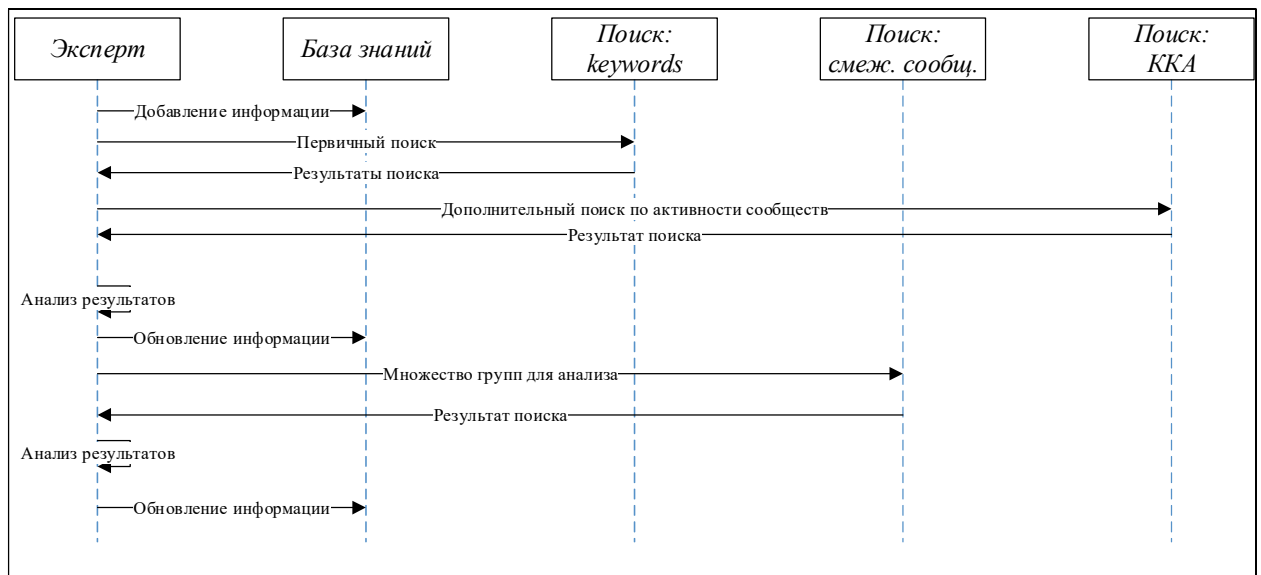 Эксперт
База знаний
Поиск:
keywords
Поиск:
смеж. сообщ.
Поиск:
ККА
Добавление информации
Первичный поиск
Результаты поиска
Дополнительный поиск по активности сообществ
Результат поиска
Анализ результатов
Обновление информации
Множество групп для анализа
Результат поиска
Анализ результатов
Обновление информации